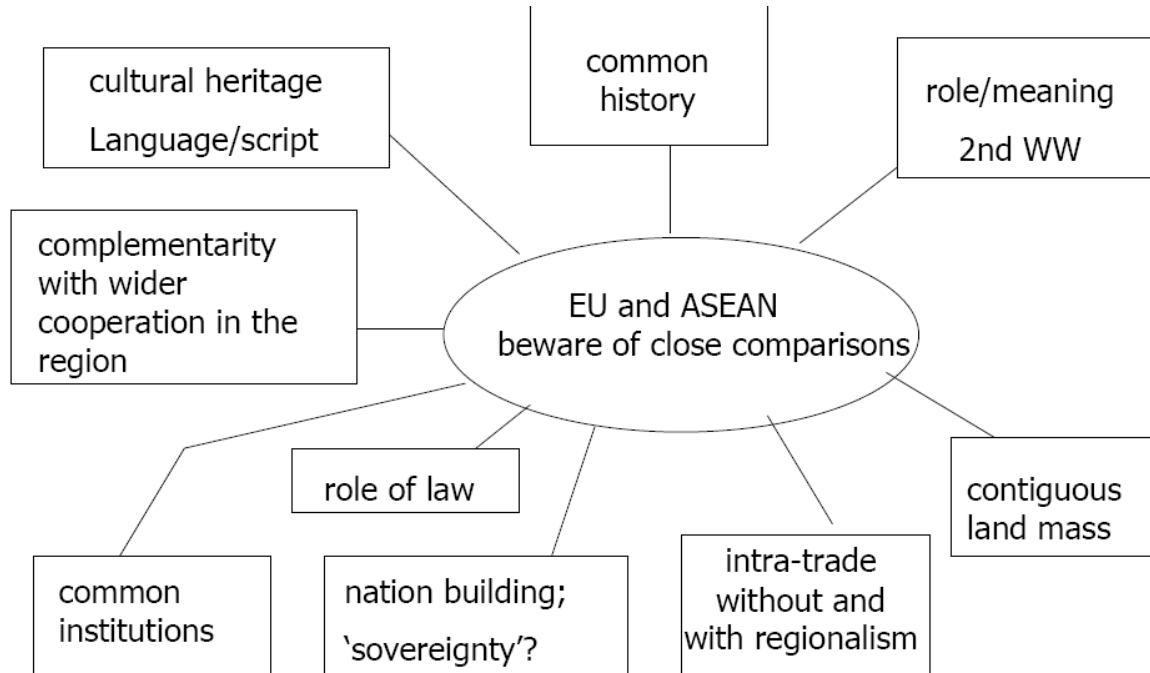 cultural heritage
Language/script
common
history
role/meaning
2nd WW
complementarity
with wider
cooperation in the
region
EU and ASEAN
beware of close comparisons
role of law
contiguous
land mass
common
institutions
nation building;
‘sovereignty’?
intra-trade
without and
with regionalism